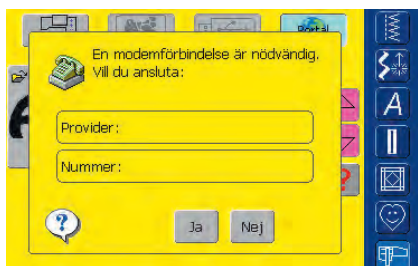 Portal
En modemförbindelse är nödvändig.
Vill du ansluta:
Provider:
Nummer:
Ja Nej
A